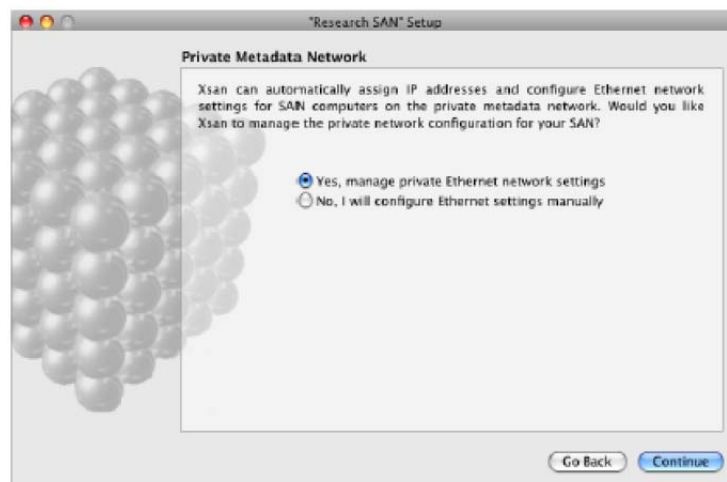 "Research SAN" Setup
Private Metadata Network
Xsan can automatically assign IP addresses and configure Ethernet network
settings for SAN computers on the private metadata network. Would you like
Xsan to manage the private network configuration for your SAN?
Yes, manage private Ethernet network settings
No, I will configure Ethernet settings manually
Go Back
Continue